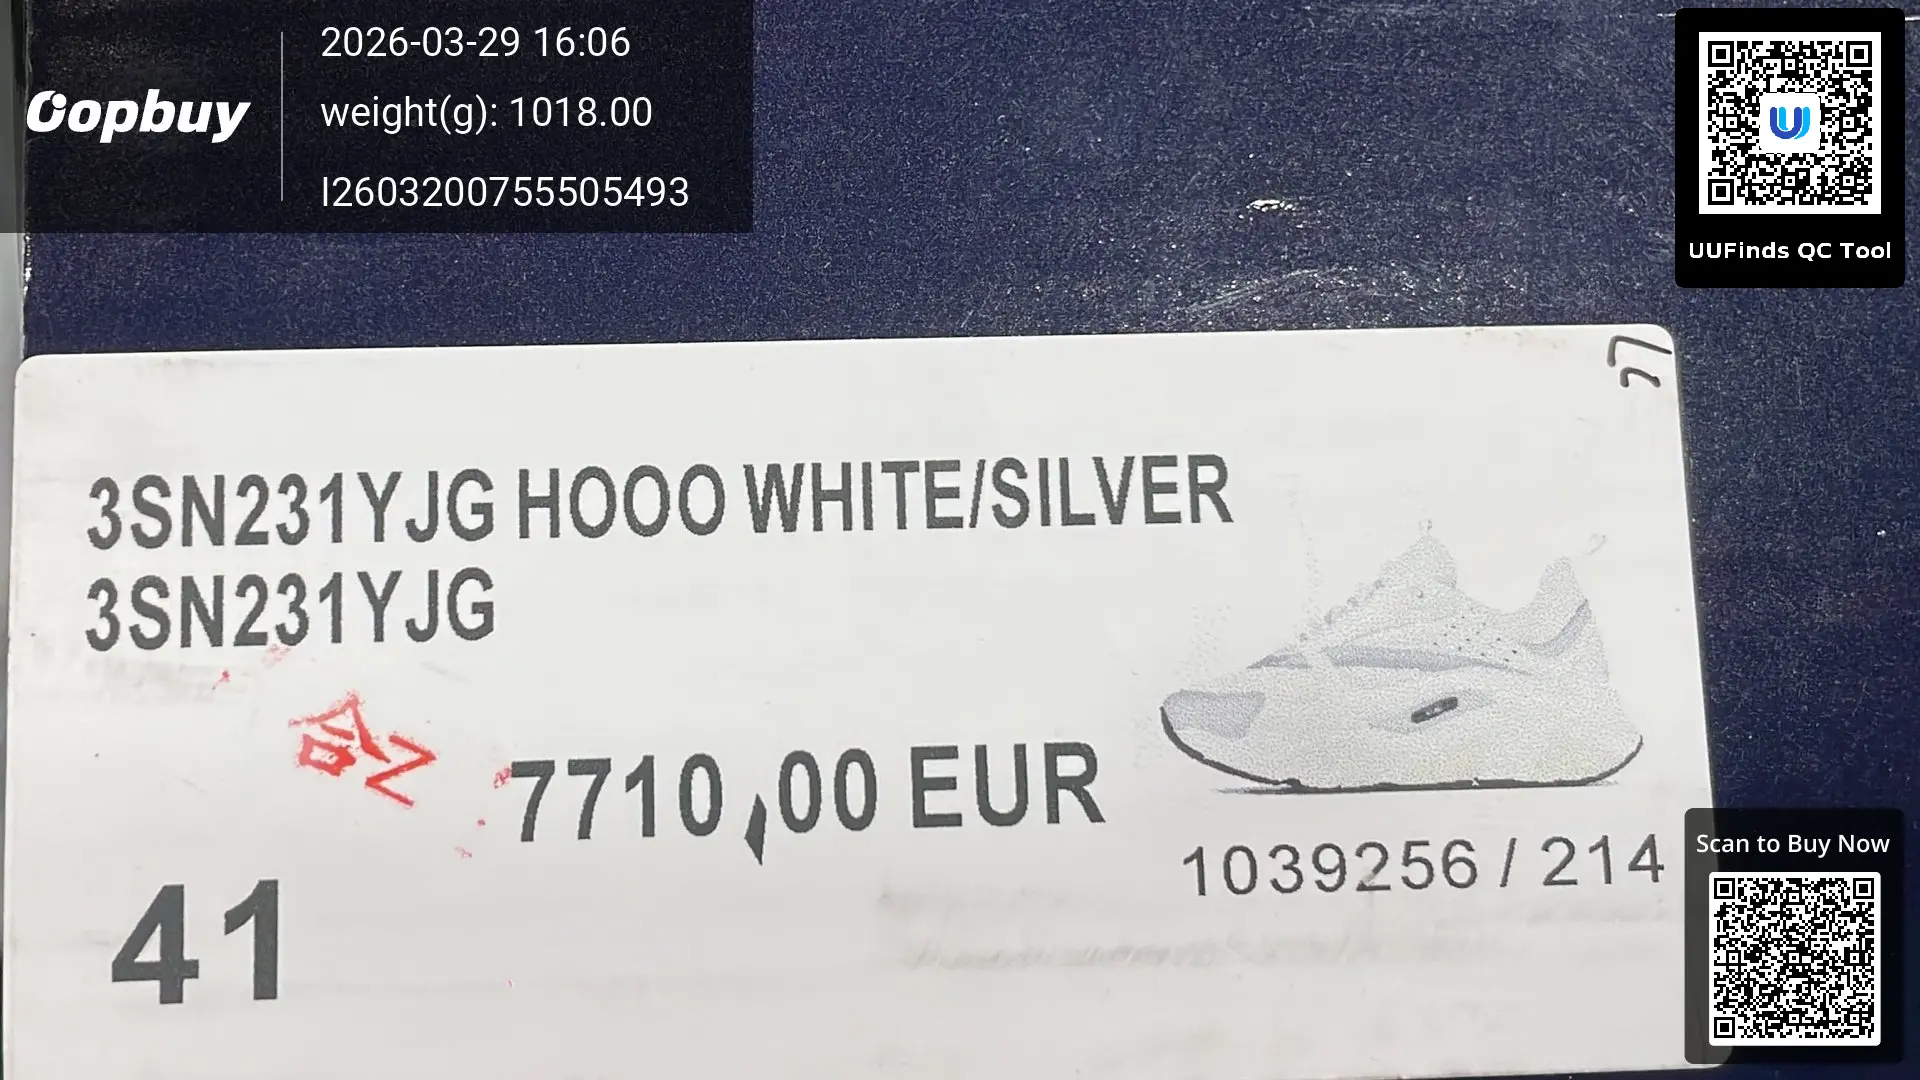 Oopbuy
2026-03-29 16:06
weight(g): 1018.00
I2603200755505493
UUFinds QC Tool
3SN231YJG HOOO WHITE/SILVER
3SN231YJG
7710,00 EUR
1039256 / 214
41
Scan to Buy Now